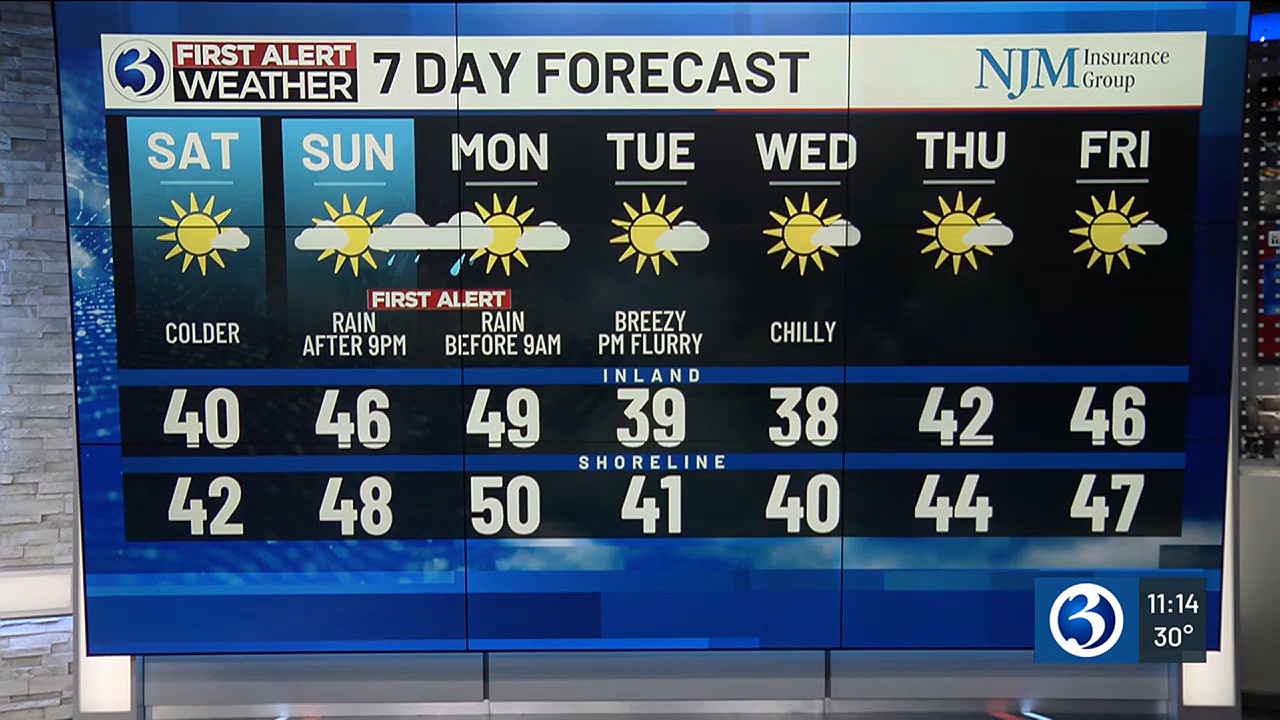 3 FIRST ALERT
WEATHER
7 DAY FORECAST
NJM Insurance
Group
SAT SUN MON TUE WED THU FRI
FIRST ALERT
COLDER
RAIN
AFTER 9PM
RAIN
BEFORE 9AM
BREEZY
PM FLURRY
CHILLY
INLAND
40 46 49 39 38 42 46
SHORELINE
42 48 50 41 40 44 47
3
11:14
30°